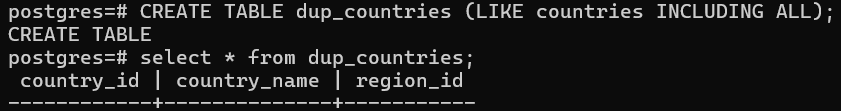 postgres=# CREATE TABLE dup_countries (LIKE countries INCLUDING ALL);
CREATE TABLE
postgres=# select * from dup_countries;
 country_id | country_name | region_id
------------+--------------+-----------